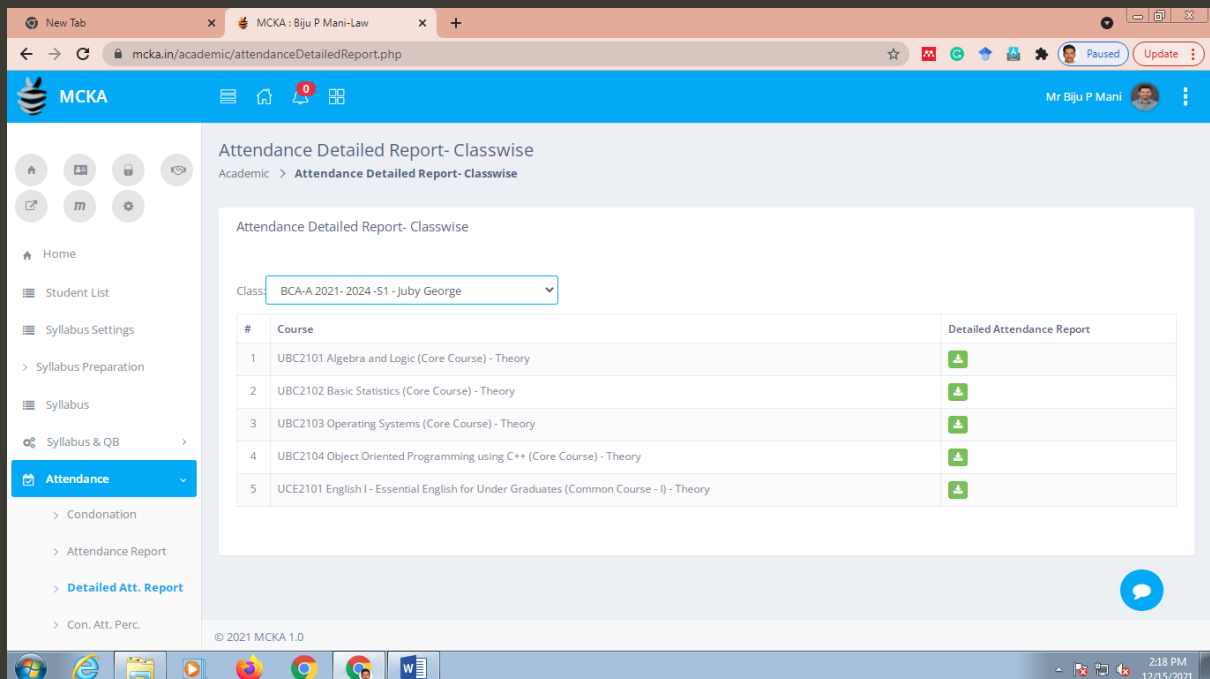 New Tab
MCKA : Biju P Mani-Law
mcka.in/academic/attendanceDetailedReport.php
Paused
Update
MCKA
0
Mr Biju P Mani
Attendance Detailed Report- Classwise
Academic > Attendance Detailed Report- Classwise
Home
Student List
Syllabus Settings
Syllabus Preparation
Syllabus
Syllabus & QB
Attendance
Condonation
Attendance Report
Detailed Att. Report
Con. Att. Perc.
Attendance Detailed Report- Classwise
Class: BCA-A 2021- 2024 -S1 - Juby George
# Course Detailed Attendance Report
1 UBC2101 Algebra and Logic (Core Course) - Theory
2 UBC2102 Basic Statistics (Core Course) - Theory
3 UBC2103 Operating Systems (Core Course) - Theory
4 UBC2104 Object Oriented Programming using C++ (Core Course) - Theory
5 UCE2101 English I - Essential English for Under Graduates (Common Course - I) - Theory
© 2021 MCKA 1.0
2:18 PM
12/15/2021